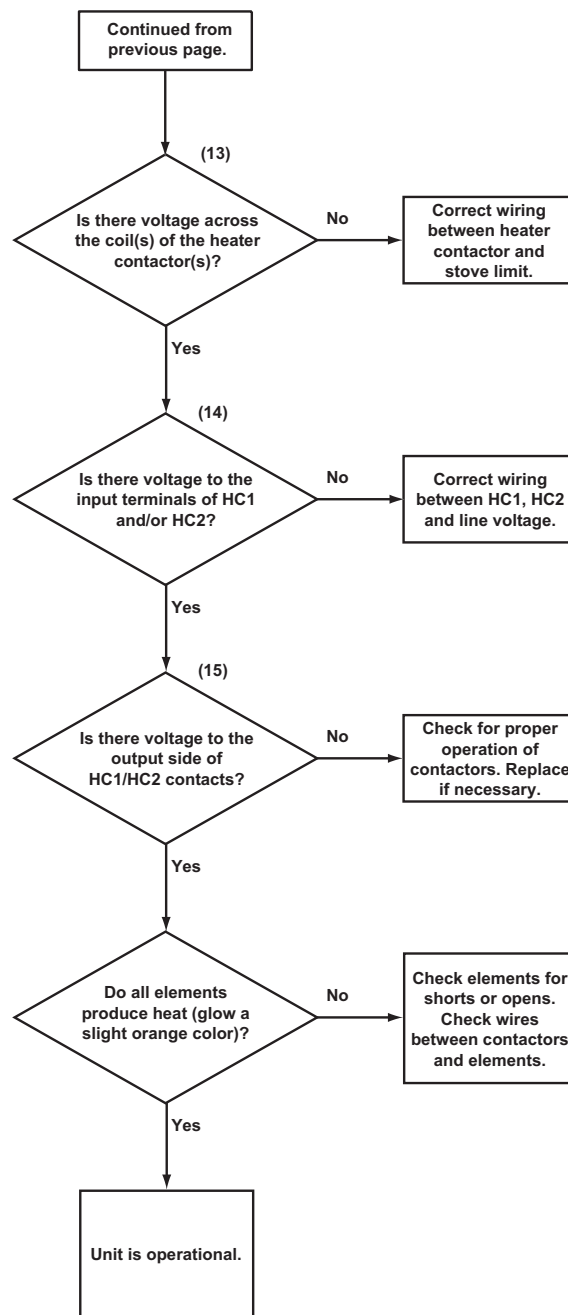 Continued from
previous page.
(13)
Is there voltage across
the coil(s) of the heater
contactor(s)?
No
Correct wiring
between heater
contactor and
stove limit.
Yes
(14)
Is there voltage to the
input terminals of HC1
and/or HC2?
No
Correct wiring
between HC1, HC2
and line voltage.
Yes
(15)
Is there voltage to the
output side of
HC1/HC2 contacts?
No
Check for proper
operation of
contactors. Replace
if necessary.
Yes
Do all elements
produce heat (glow a
slight orange color)?
No
Check elements for
shorts or opens.
Check wires
between contactors
and elements.
Yes
Unit is operational.